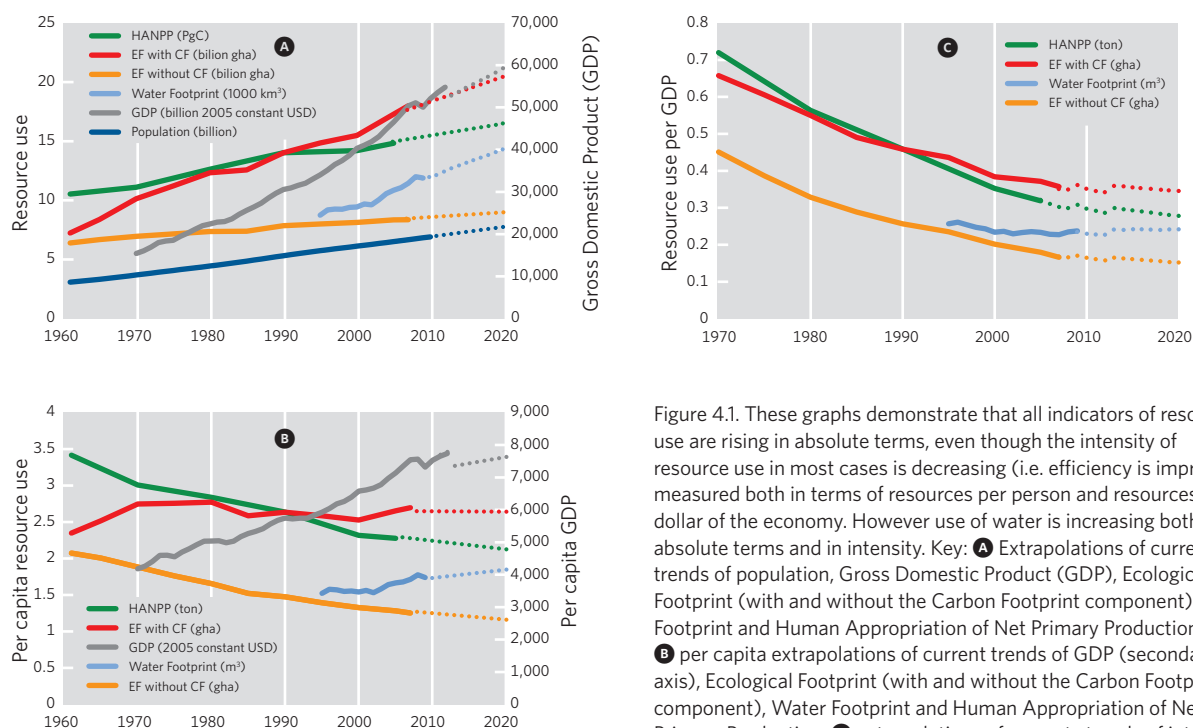 25
20
15
10
5
0
Resource use
HANPP (PgC)
EF with CF (bilion gha)
EF without CF (bilion gha)
Water Footprint (1000 km³)
GDP (billion 2005 constant USD)
Population (billion)
A
70,000
60,000
50,000
40,000
30,000
20,000
10,000
0
Gross Domestic Product (GDP)
1960 1970 1980 1990 2000 2010 2020
0.8
0.7
0.6
0.5
0.4
0.3
0.2
0.1
0
Resource use per GDP
C
HANPP (ton)
EF with CF (gha)
Water Footprint (m³)
EF without CF (gha)
1970 1980 1990 2000 2010 2020
4
3.5
3
2.5
2
1.5
1
0.5
0
Per capita resource use
B
HANPP (ton)
EF with CF (gha)
GDP (2005 constant USD)
Water Footprint (m³)
EF without CF (gha)
9,000
8,000
7,000
6,000
5,000
4,000
3,000
2,000
1,000
0
Per capita GDP
1960 1970 1980 1990 2000 2010 2020
Figure 4.1. These graphs demonstrate that all indicators of reso
use are rising in absolute terms, even though the intensity of
resource use in most cases is decreasing (i.e. efficiency is impr
measured both in terms of resources per person and resources
dollar of the economy. However use of water is increasing both
absolute terms and in intensity. Key: A Extrapolations of curre
trends of population, Gross Domestic Product (GDP), Ecologic
Footprint (with and without the Carbon Footprint component)
Footprint and Human Appropriation of Net Primary Production
B per capita extrapolations of current trends of GDP (seconda
axis), Ecological Footprint (with and without the Carbon Footp
component), Water Footprint and Human Appropriation of Ne